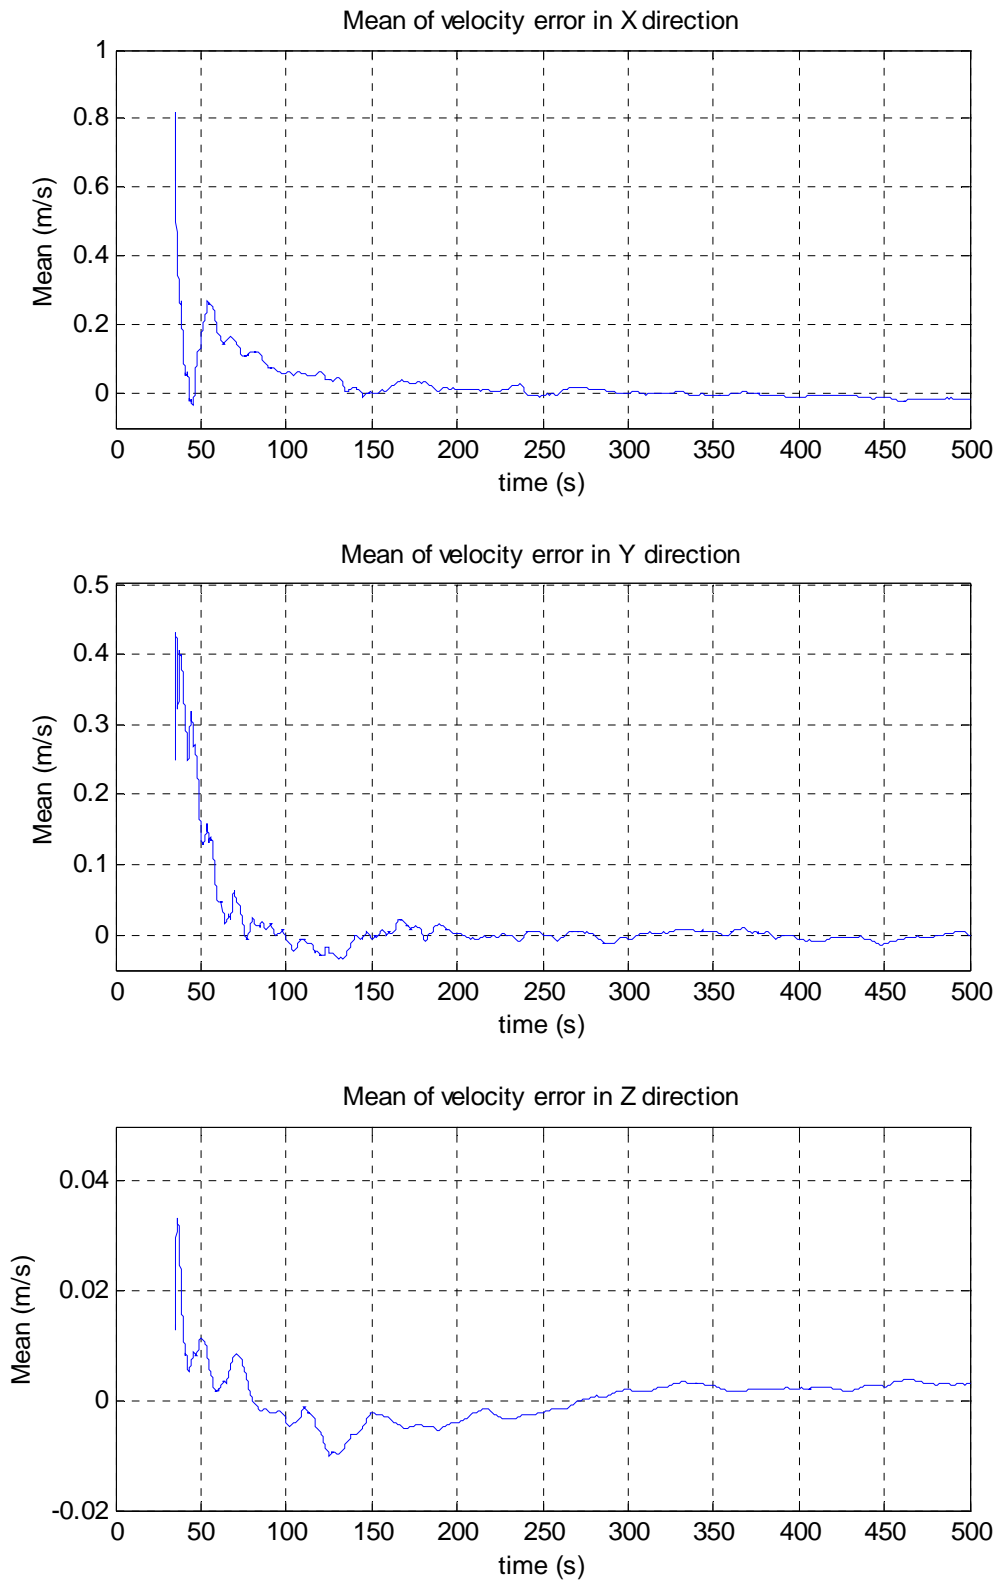 Mean of velocity error in X direction
1
0.8
0.6
0.4
0.2
0
Mean (m/s)
0 50 100 150 200 250 300 350 400 450 500
time (s)
Mean of velocity error in Y direction
0.5
0.4
0.3
0.2
0.1
0
Mean (m/s)
0 50 100 150 200 250 300 350 400 450 500
time (s)
Mean of velocity error in Z direction
0.04
0.02
0
-0.02
Mean (m/s)
0 50 100 150 200 250 300 350 400 450 500
time (s)